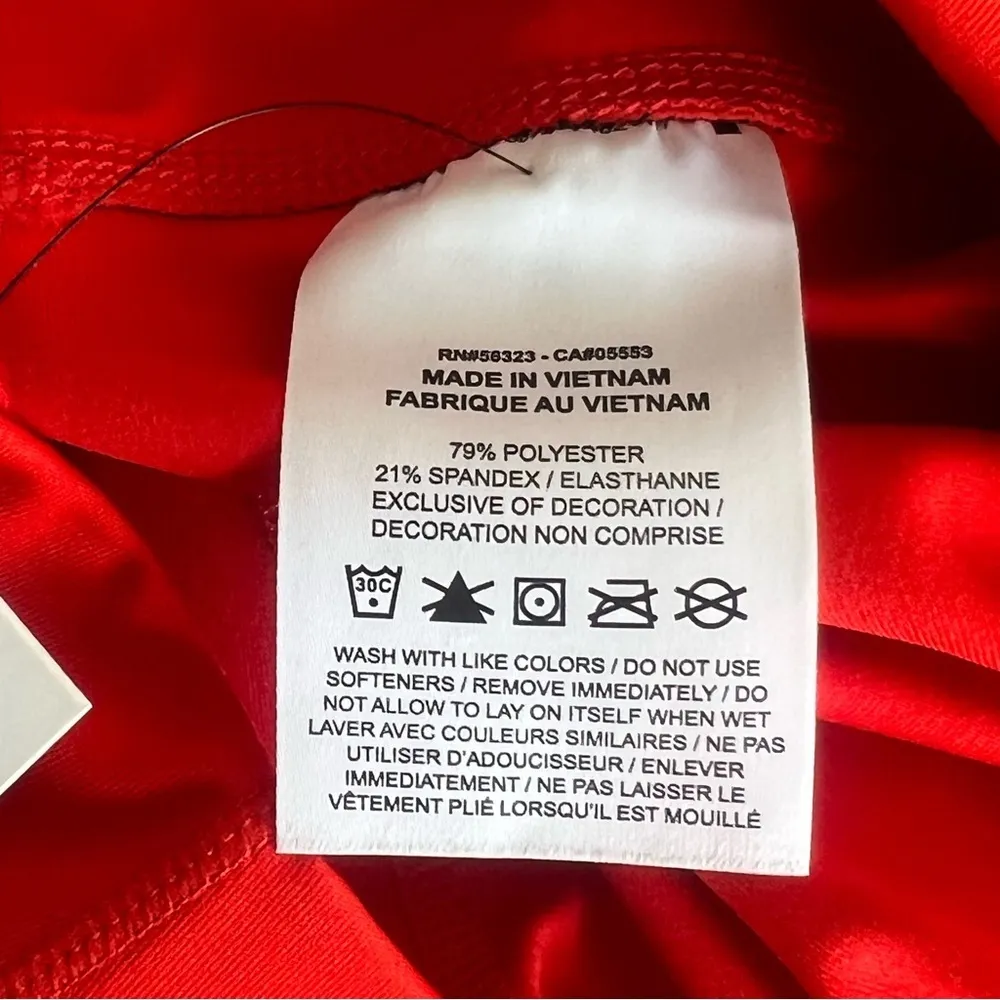 RN#56323 - CA#05553
MADE IN VIETNAM
FABRIQUE AU VIETNAM
79% POLYESTER
21% SPANDEX / ELASTHANNE
EXCLUSIVE OF DECORATION /
DECORATION NON COMPRISE
30C
WASH WITH LIKE COLORS / DO NOT USE
SOFTENERS / REMOVE IMMEDIATELY / DO
NOT ALLOW TO LAY ON ITSELF WHEN WET
LAVER AVEC COULEURS SIMILAIRES / NE PAS
UTILISER D'ADOUCISSEUR / ENLEVER
IMMEDIATEMENT / NE PAS LAISSER LE
VÊTEMENT PLIÉ LORSQU'IL EST MOUILLÉ